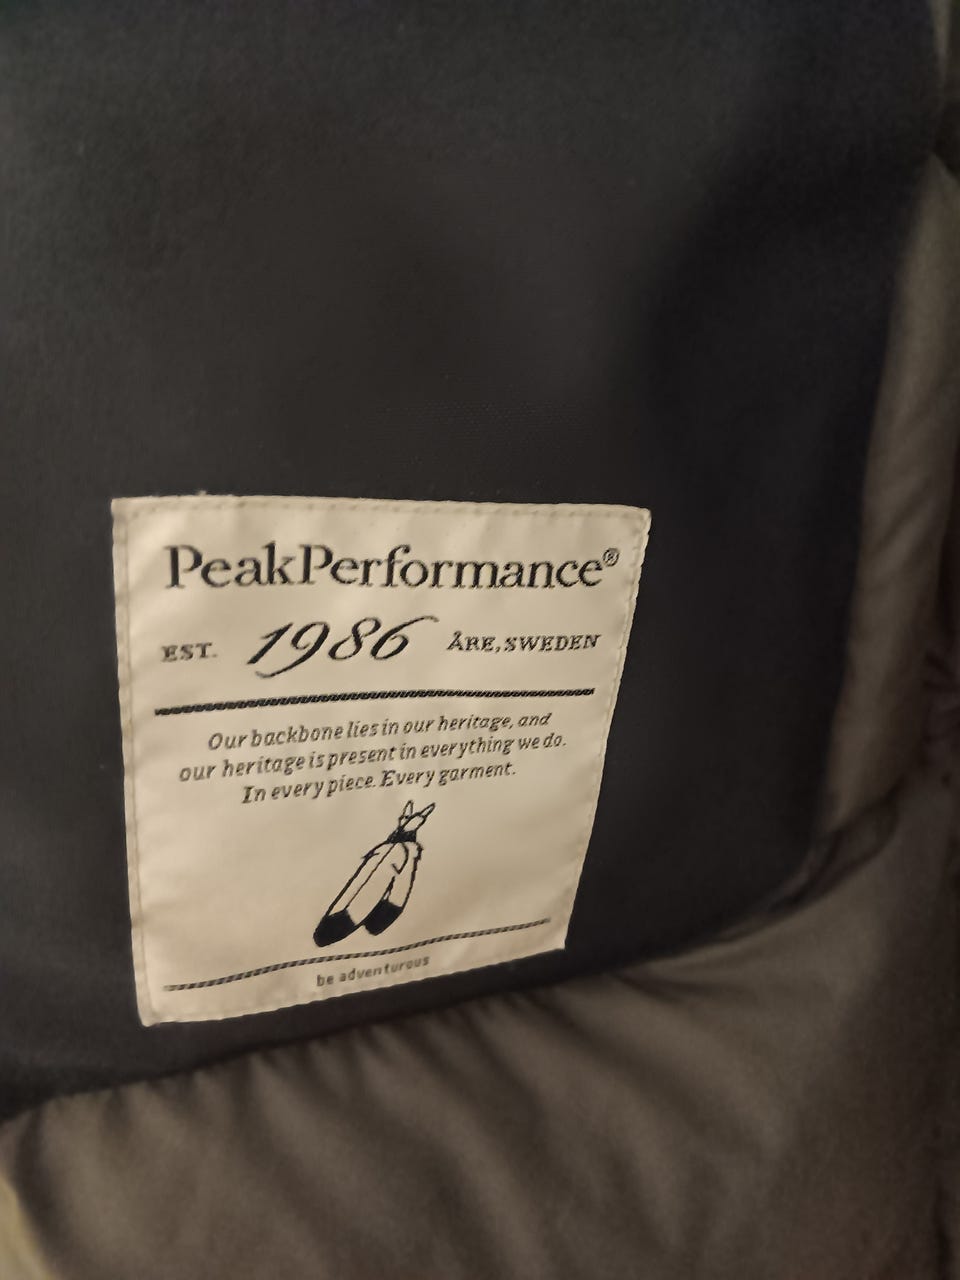 PeakPerformance®
EST. 1986 ÅRE, SWEDEN
Our backbone lies in our heritage, and
our heritage is present in everything we do.
In every piece. Every garment.
be adventurous